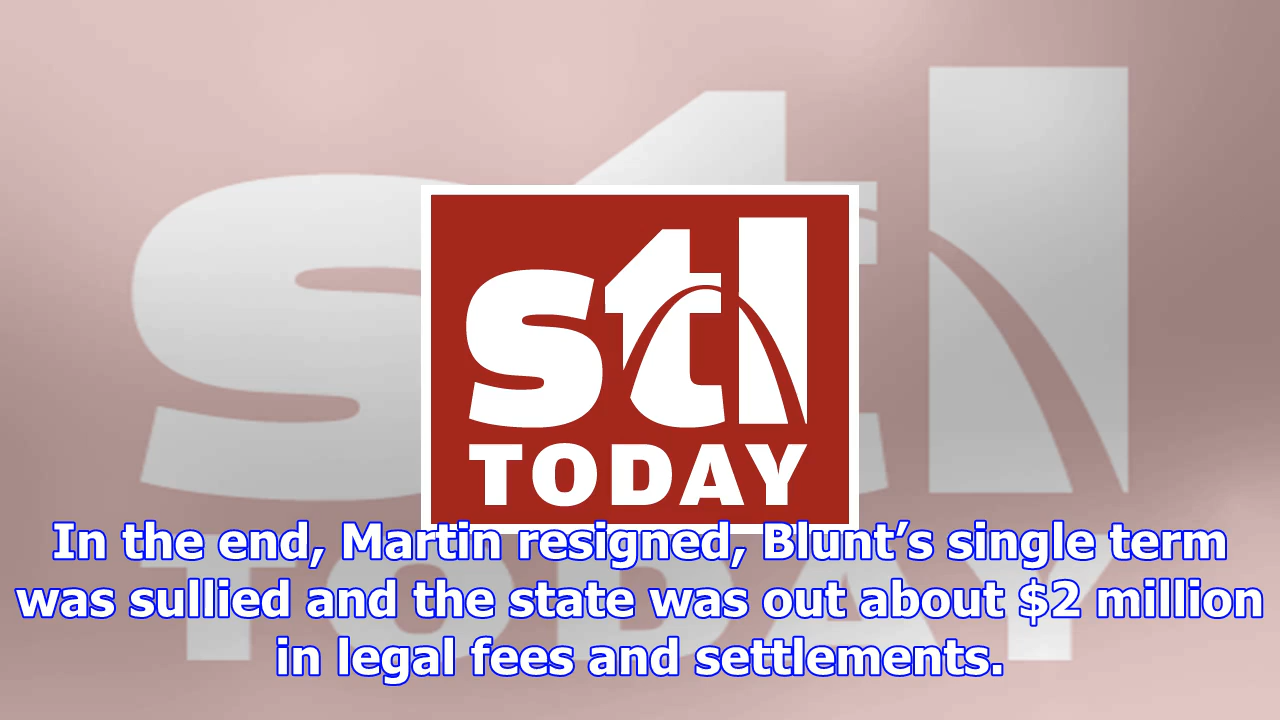 stl
TODAY
In the end, Martin resigned, Blunt’s single term
was sullied and the state was out about $2 million
in legal fees and settlements.